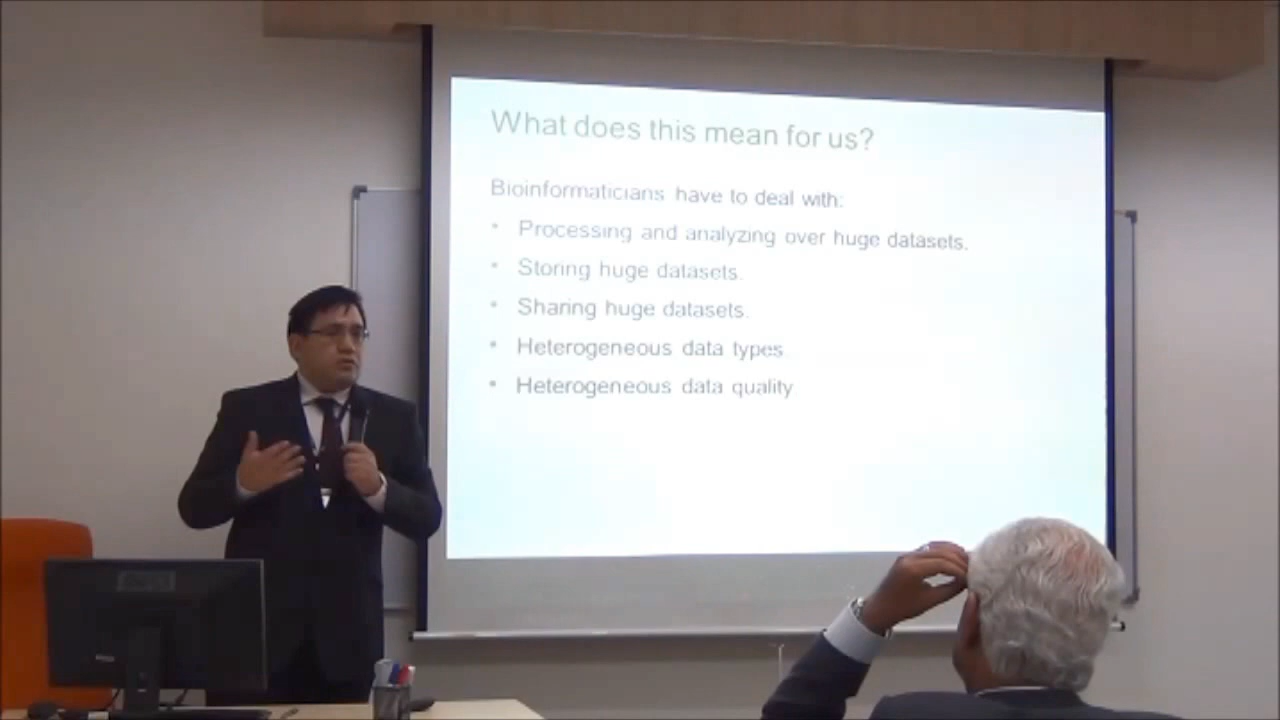 What does this mean for us?
Bioinformaticians have to deal with:
• Processing and analyzing over huge datasets.
• Storing huge datasets.
• Sharing huge datasets.
• Heterogeneous data types.
• Heterogeneous data quality